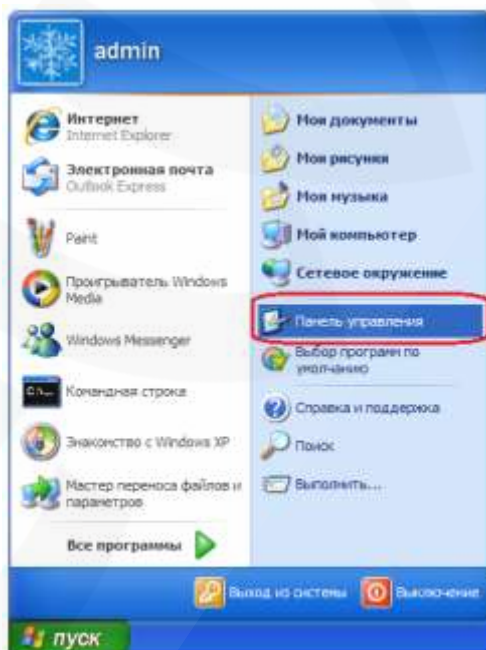 admin
Интернет
Internet Explorer
Электронная почта
Outlook Express
Paint
Проигрыватель Windows
Media
Windows Messenger
Командная строка
Знакомство с Windows XP
Мастер переноса файлов и
параметров
Все программы
Мои документы
Мои рисунки
Моя музыка
Мой компьютер
Сетевое окружение
Панель управления
Выбор программ по
умолчанию
Справка и поддержка
Поиск
Выполнить...
Выход из системы
Выключение
пуск